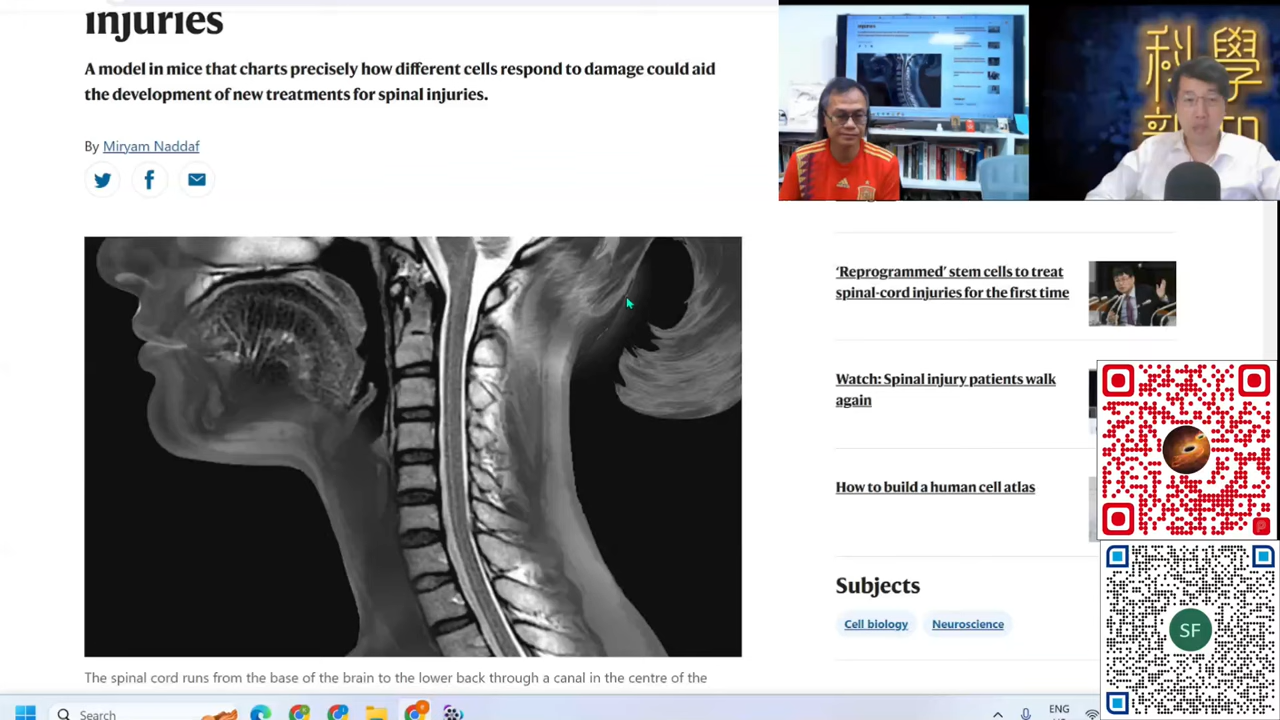 injuries
A model in mice that charts precisely how different cells respond to damage could aid
the development of new treatments for spinal injuries.
By Miryam Naddaf
The spinal cord runs from the base of the brain to the lower back through a canal in the centre of the
科學
‘Reprogrammed’ stem cells to treat
spinal-cord injuries for the first time
Watch: Spinal injury patients walk
again
How to build a human cell atlas
Subjects
Cell biology
Neuroscience
SF
Search
ENG